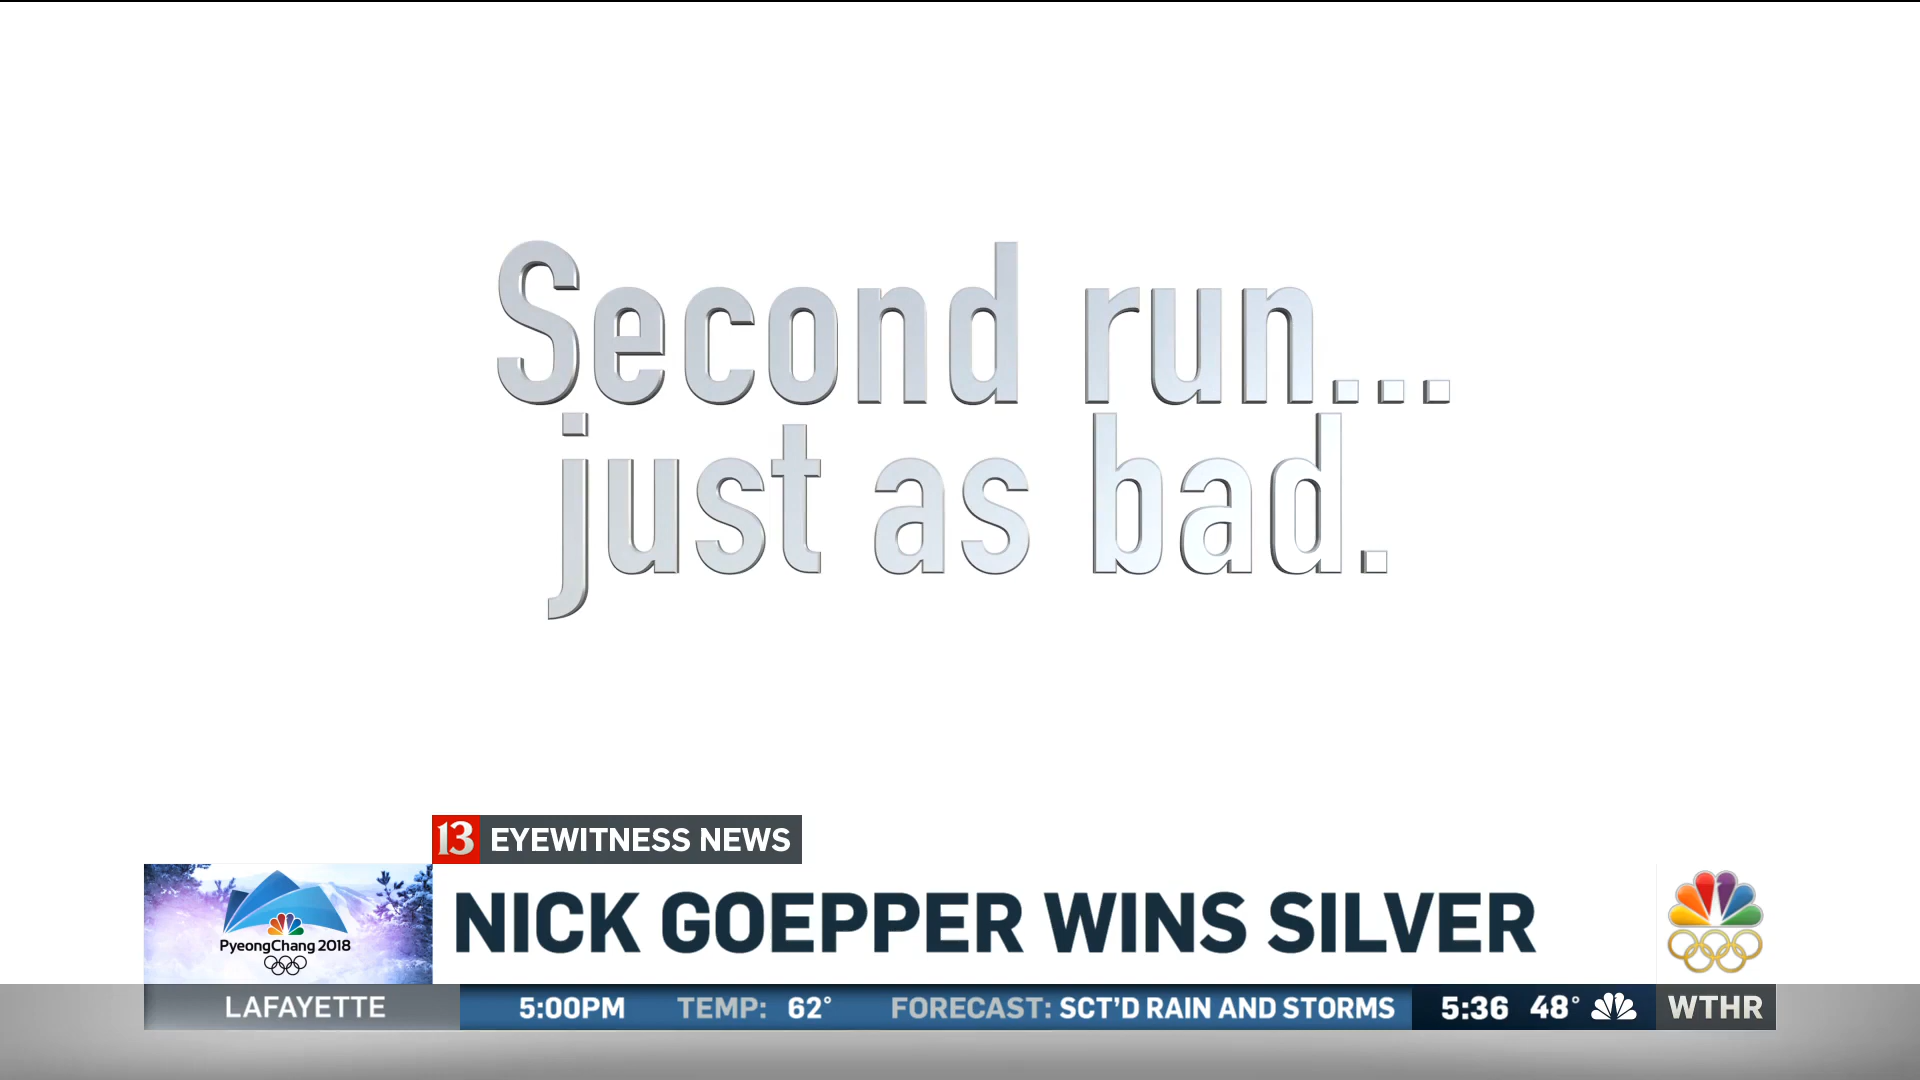 Second run...
just as bad.
13 EYEWITNESS NEWS
NICK GOEPPER WINS SILVER
PyeongChang 2018
LAFAYETTE 5:00PM TEMP: 62° FORECAST: SCT'D RAIN AND STORMS 5:36 48° WTHR